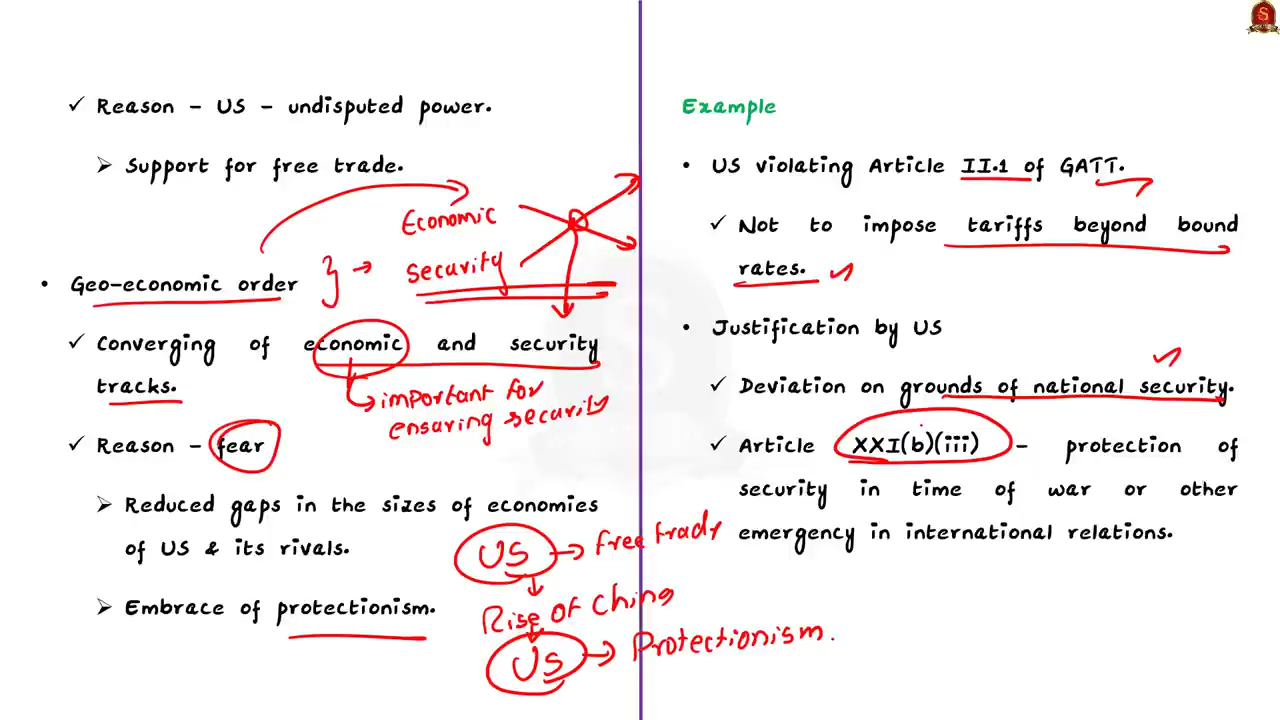 ✓ Reason – US – undisputed power.
➤ Support for free trade.
Economic
security
• Geo-economic order
✓ Converging of economic and security
tracks.
important for
ensuring security
✓ Reason – fear
➤ Reduced gaps in the sizes of economies
of US & its rivals.
US → Free trade
Rise of China
➤ Embrace of protectionism.
US → Protectionism.
Example
• US violating Article II.1 of GATT.
✓ Not to impose tariffs beyond bound
rates.
• Justification by US
✓ Deviation on grounds of national security.
✓ Article XXI(b)(iii) – protection of
security in time of war or other
emergency in international relations.